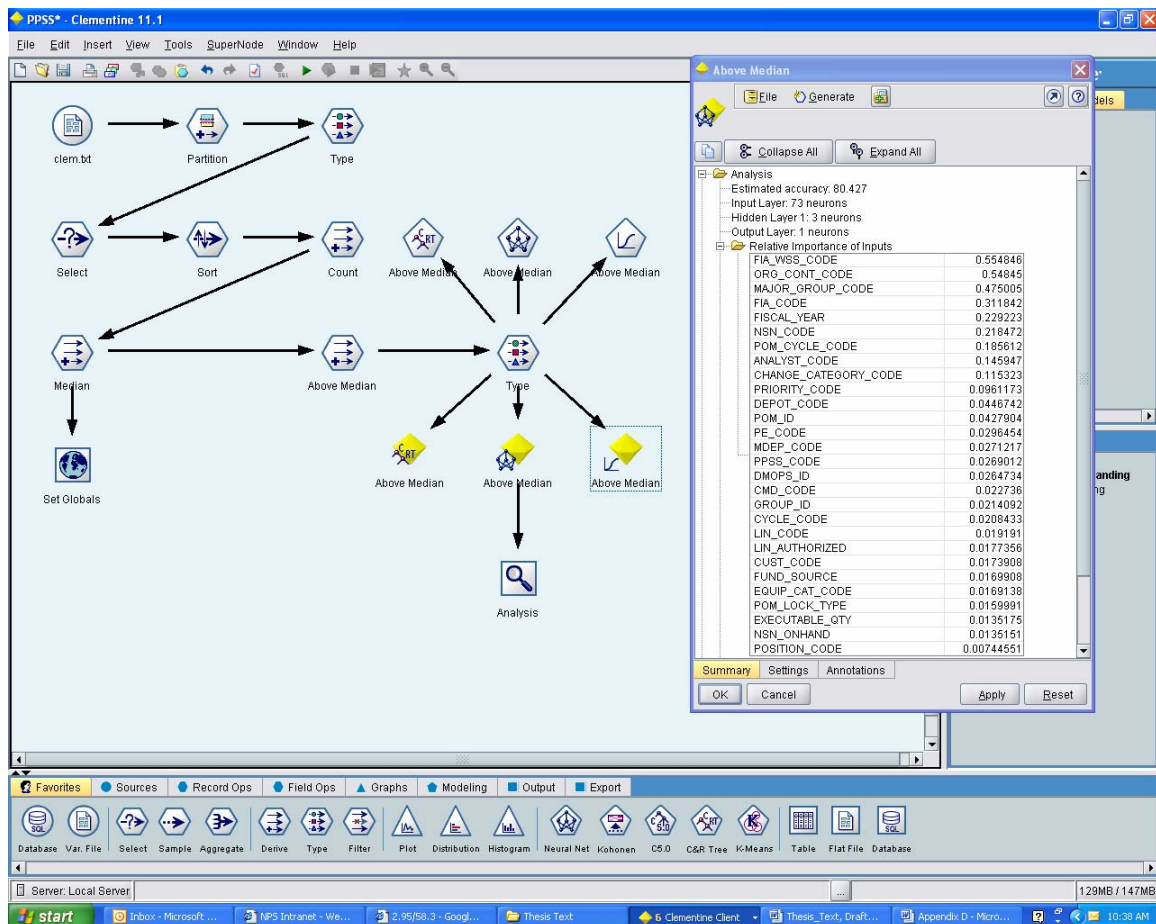 PPSS* - Clementine 11.1
File Edit Insert View Tools SuperNode Window Help
clem.txt
Partition
Type
Select
Sort
Count
Above Median
Above Median
Above Median
Median
Above Median
Type
Set Globals
Above Median
Above Median
Above Median
Analysis
Above Median
File Generate
Collapse All Expand All
Analysis
Estimated accuracy: 80.427
Input Layer: 73 neurons
Hidden Layer 1: 3 neurons
Output Layer: 1 neurons
Relative Importance of Inputs
FIA_WSS_CODE 0.554846
ORG_CONT_CODE 0.54845
MAJOR_GROUP_CODE 0.475005
FIA_CODE 0.311842
FISCAL_YEAR 0.229223
NSN_CODE 0.218472
POM_CYCLE_CODE 0.185612
ANALYST_CODE 0.145947
CHANGE_CATEGORY_CODE 0.115323
PRIORITY_CODE 0.0961173
DEPOT_CODE 0.0446742
POM_ID 0.0427904
PE_CODE 0.0296454
MDEP_CODE 0.0271217
PPSS_CODE 0.0269012
DMOPS_ID 0.0264734
CMD_CODE 0.022736
GROUP_ID 0.0214092
CYCLE_CODE 0.0208433
LIN_CODE 0.019191
LIN_AUTHORIZED 0.0177356
CUST_CODE 0.0173908
FUND_SOURCE 0.0169908
EQUIP_CAT_CODE 0.0169138
POM_LOCK_TYPE 0.0159991
EXECUTABLE_QTY 0.0135175
NSN_ONHAND 0.0135151
POSITION_CODE 0.00744551
Summary Settings Annotations
OK Cancel Apply Reset
dels
anding
ng
Favorites Sources Record Ops Field Ops Graphs Modeling Output Export
Database Var. File Select Sample Aggregate Derive Type Filter Plot Distribution Histogram Neural Net Kohonen C5.0 C&R Tree K-Means Table Flat File Database
Server: Local Server ... 129MB / 147MB
start Inbox - Microsoft ... NPS Intranet - We... 2.95/58.3 - Googl... Thesis Text 6 Clementine Client Thesis_Text, Draft... Appendix D - Micro... 10:38 AM